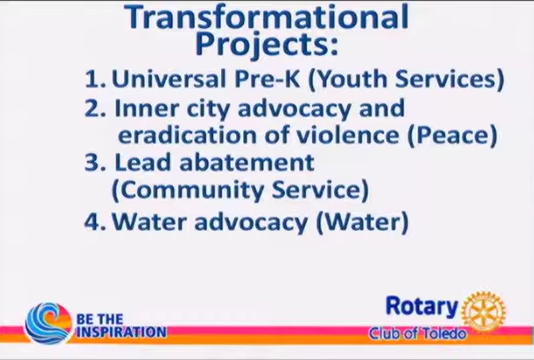 Transformational
Projects:
1. Universal Pre-K (Youth Services)
2. Inner city advocacy and
eradication of violence (Peace)
3. Lead abatement
(Community Service)
4. Water advocacy (Water)
BE THE
INSPIRATION
Rotary
Club of Toledo